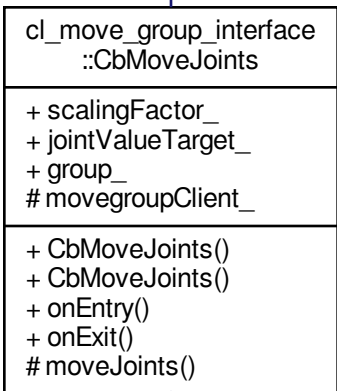 cl_move_group_interface
::CbMoveJoints
+ scalingFactor_
+ jointValueTarget_
+ group_
# movegroupClient_
+ CbMoveJoints()
+ CbMoveJoints()
+ onEntry()
+ onExit()
# moveJoints()